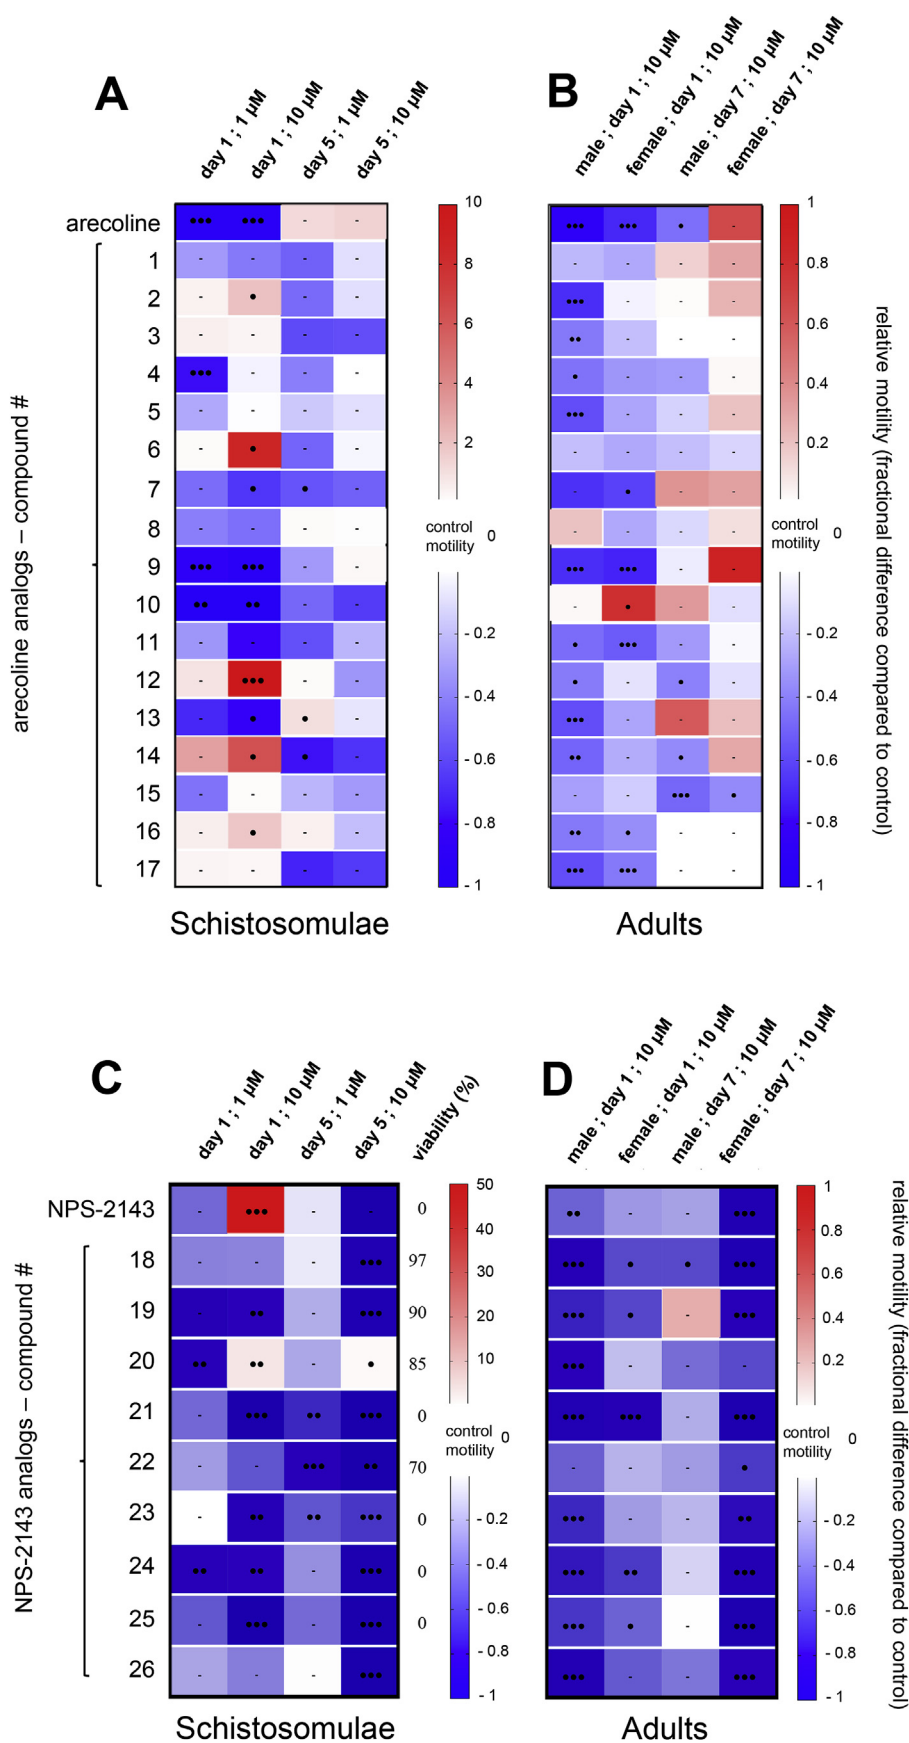 A
day 1 ; 1 µM
day 1 ; 10 µM
day 5 ; 1 µM
day 5 ; 10 µM
B
male ; day 1 ; 10 µM
female ; day 1 ; 10 µM
male ; day 7 ; 10 µM
female ; day 7 ; 10 µM
arecoline analogs – compound #
arecoline ••• ••• - - ••• ••• • -
1 - - - - - - - -
2 - • - - ••• - - -
3 - - - - •• - - -
4 ••• - - - • - - -
5 - - - - ••• - - -
6 - • - - - - - -
7 - • • - - • - -
8 - - - - - - - -
9 ••• ••• - - ••• ••• - -
10 •• •• - - - • - -
11 - - - - • ••• - -
12 - ••• - - • - • -
13 - • • - ••• - - -
14 - • • - •• - • -
15 - - - - - - ••• •
16 - • - - •• • - -
17 - - - - ••• ••• - -
10
8
6
4
2
control
motility
0
- 0.2
- 0.4
- 0.6
- 0.8
- 1
1
0.8
0.6
0.4
0.2
control
motility
0
- 0.2
- 0.4
- 0.6
- 0.8
- 1
relative motility (fractional difference compared to control)
Schistosomulae
Adults
C
day 1 ; 1 µM
day 1 ; 10 µM
day 5 ; 1 µM
day 5 ; 10 µM
viability (%)
D
male ; day 1 ; 10 µM
female ; day 1 ; 10 µM
male ; day 7 ; 10 µM
female ; day 7 ; 10 µM
NPS-2143 analogs – compound #
NPS-2143 - ••• - - 0 •• - - •••
18 - - - ••• 97 ••• • • •••
19 - •• - ••• 90 ••• • - •••
20 •• •• - • 85 ••• - - -
21 - ••• •• ••• 0 ••• ••• - •••
22 - - ••• •• 70 - - - •
23 - •• •• ••• 0 ••• - - ••
24 •• •• - ••• 0 ••• •• - •••
25 - ••• - ••• 0 ••• • - •••
26 - - - ••• ••• - - •••
50
40
30
20
10
control
motility
0
- 0.2
- 0.4
- 0.6
- 0.8
- 1
1
0.8
0.6
0.4
0.2
control
motility
0
- 0.2
- 0.4
- 0.6
- 0.8
- 1
relative motility (fractional difference compared to control)
Schistosomulae
Adults